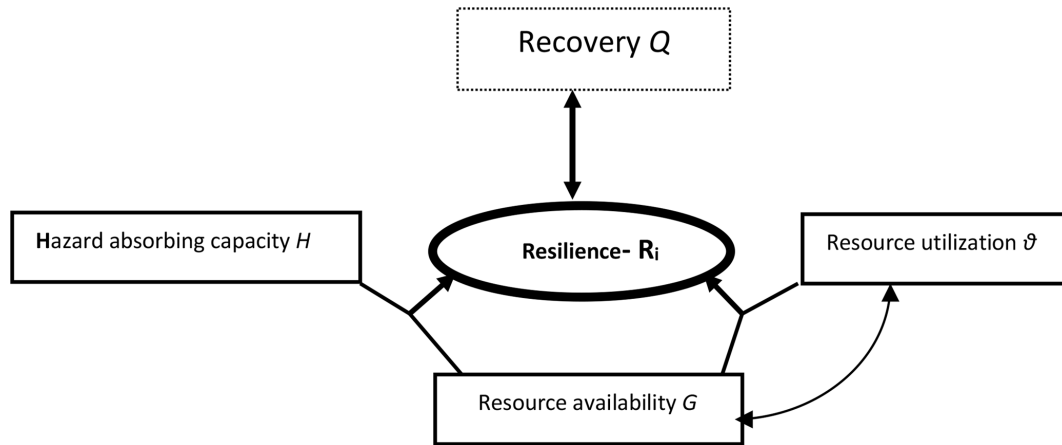 Recovery Q
Hazard absorbing capacity H
Resilience- Rᵢ
Resource utilization ϑ
Resource availability G